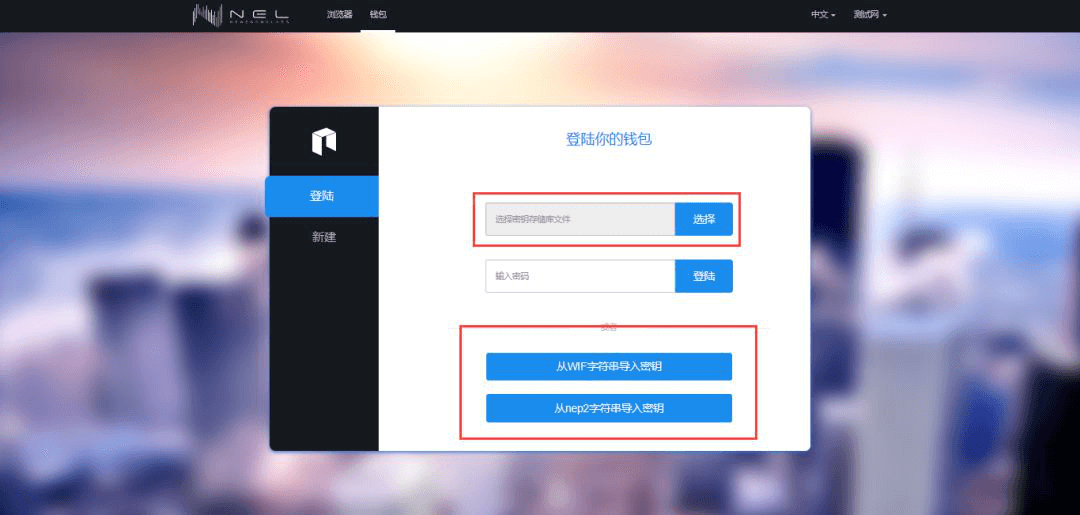 NEL
浏览器
钱包
中文
测试网
登陆你的钱包
登陆
新建
选择密钥存储库文件
选择
输入密码
登陆
或者
从WIF字符串导入密钥
从nep2字符串导入密钥